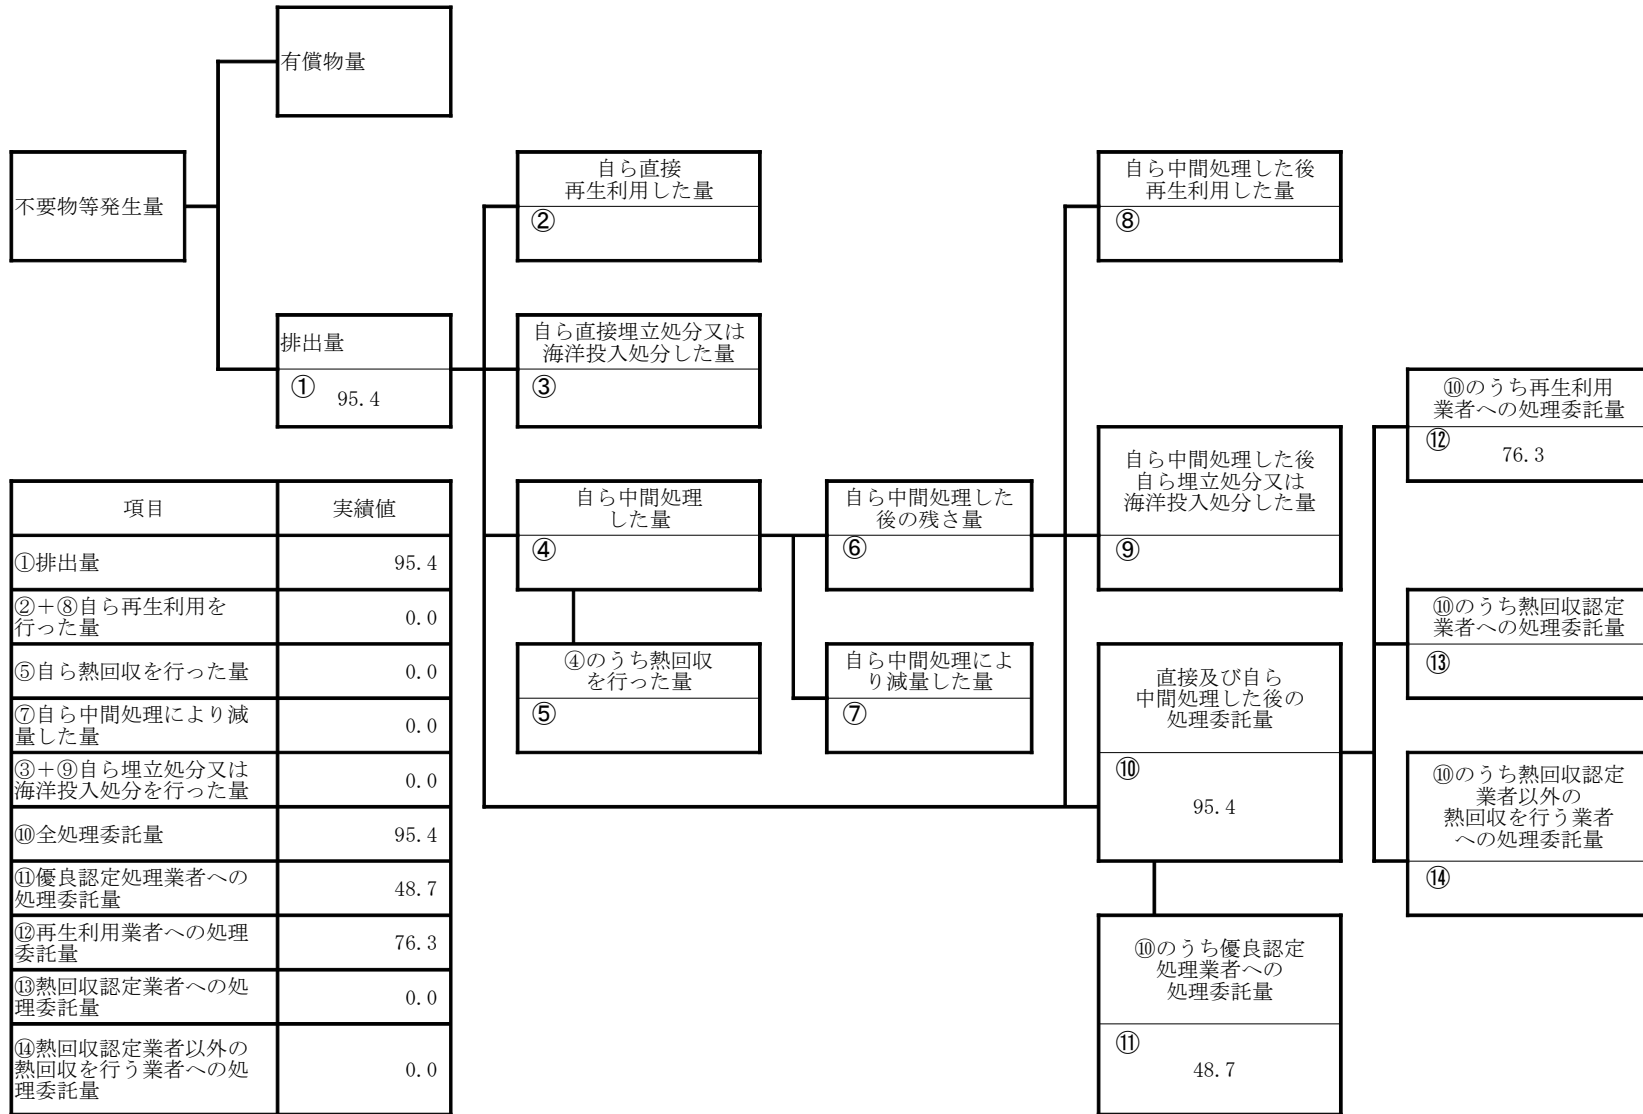 有償物量
不要物等発生量
自ら直接
再生利用した量
②
自ら中間処理した後
再生利用した量
⑧
排出量
①
95.4
自ら直接埋立処分又は
海洋投入処分した量
③
⑩のうち再生利用
業者への処理委託量
⑫
76.3
自ら中間処理
した量
④
自ら中間処理した
後の残さ量
⑥
自ら中間処理した後
自ら埋立処分又は
海洋投入処分した量
⑨
④のうち熱回収
を行った量
⑤
自ら中間処理によ
り減量した量
⑦
直接及び自ら
中間処理した後の
処理委託量
⑩
95.4
⑩のうち熱回収認定
業者への処理委託量
⑬
⑩のうち熱回収認定
業者以外の
熱回収を行う業者
への処理委託量
⑭
⑩のうち優良認定
処理業者への
処理委託量
⑪
48.7
項目 実績値
①排出量 95.4
②＋⑧自ら再生利用を
行った量 0.0
⑤自ら熱回収を行った量 0.0
⑦自ら中間処理により減
量した量 0.0
③＋⑨自ら埋立処分又は
海洋投入処分を行った量 0.0
⑩全処理委託量 95.4
⑪優良認定処理業者への
処理委託量 48.7
⑫再生利用業者への処理
委託量 76.3
⑬熱回収認定業者への処
理委託量 0.0
⑭熱回収認定業者以外の
熱回収を行う業者への処
理委託量 0.0